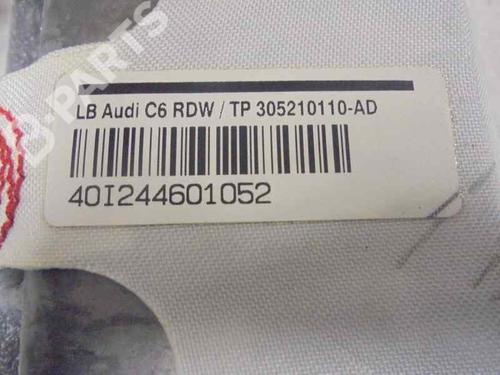 B-PARTS
LB Audi C6 RDW / TP 305210110-AD
40I244601052